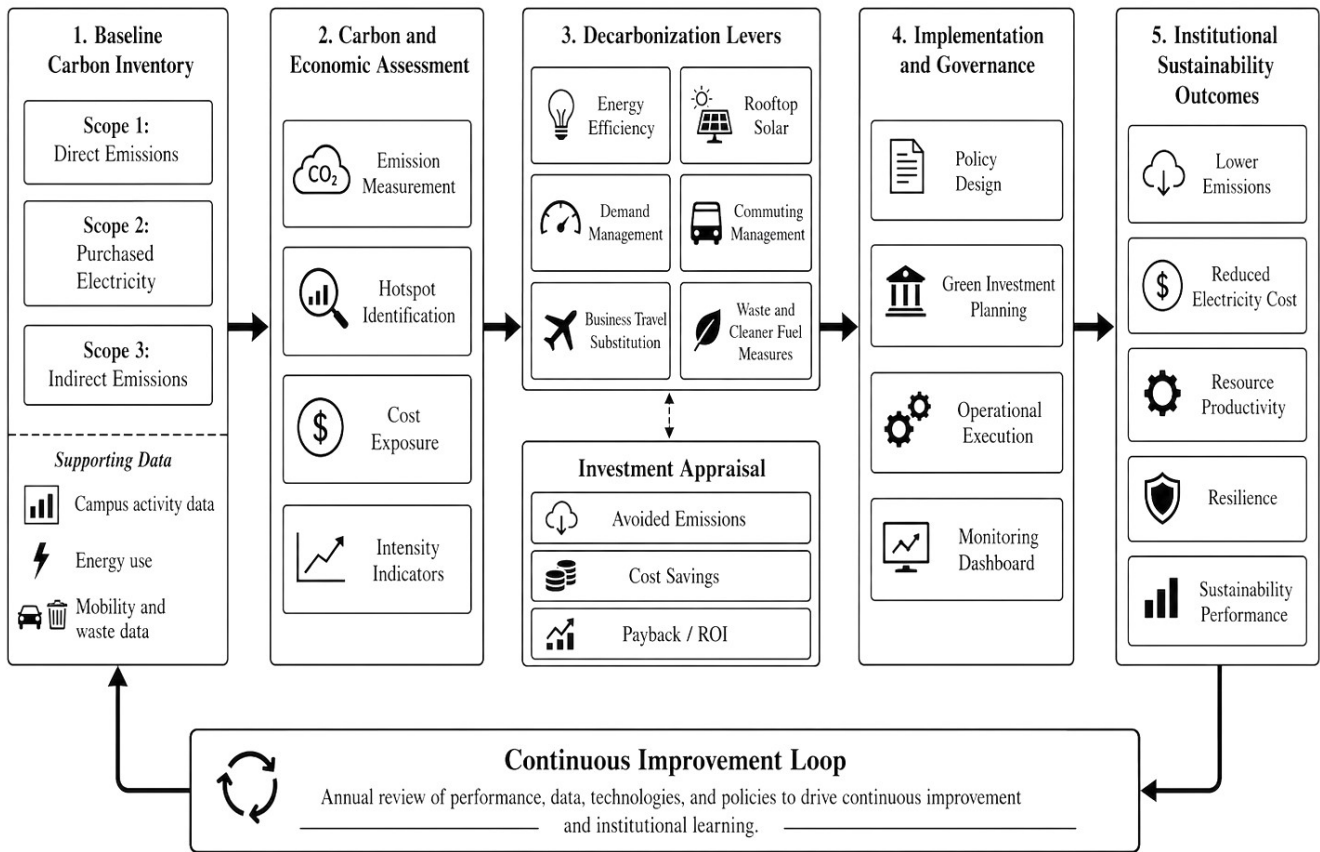 1. Baseline
Carbon Inventory
Scope 1:
Direct Emissions
Scope 2:
Purchased
Electricity
Scope 3:
Indirect Emissions
Supporting Data
Campus activity data
Energy use
Mobility and
waste data
2. Carbon and
Economic Assessment
CO₂
Emission
Measurement
Hotspot
Identification
$
Cost
Exposure
Intensity
Indicators
3. Decarbonization Levers
Energy
Efficiency
Rooftop
Solar
Demand
Management
Commuting
Management
Business Travel
Substitution
Waste and
Cleaner Fuel
Measures
Investment Appraisal
Avoided Emissions
Cost Savings
Payback / ROI
4. Implementation
and Governance
Policy
Design
Green Investment
Planning
Operational
Execution
Monitoring
Dashboard
5. Institutional
Sustainability
Outcomes
Lower
Emissions
$
Reduced
Electricity Cost
Resource
Productivity
Resilience
Sustainability
Performance
Continuous Improvement Loop
Annual review of performance, data, technologies, and policies to drive continuous improvement
and institutional learning.